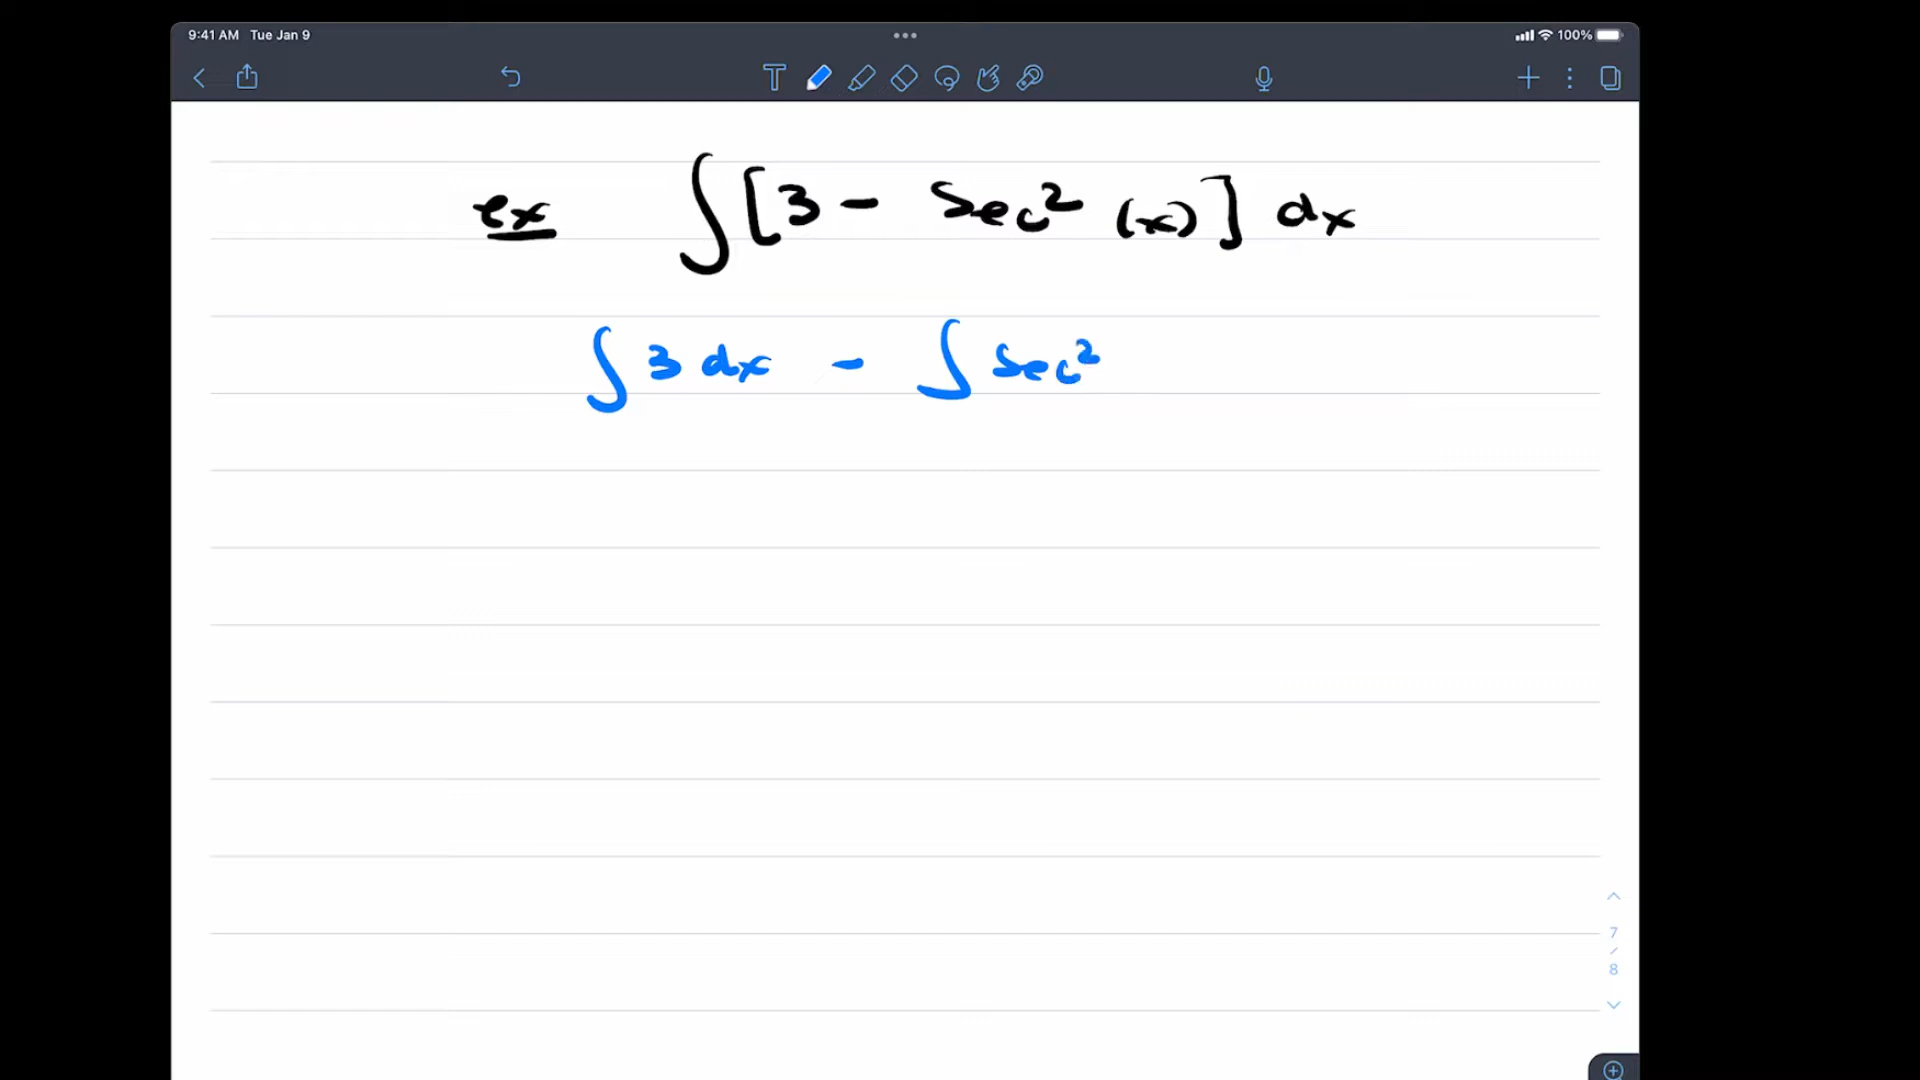 9:41 AM Tue Jan 9 100%
ex ∫[3 - Sec² (x)] dx
∫ 3 dx - ∫ Sec²
7
/
8